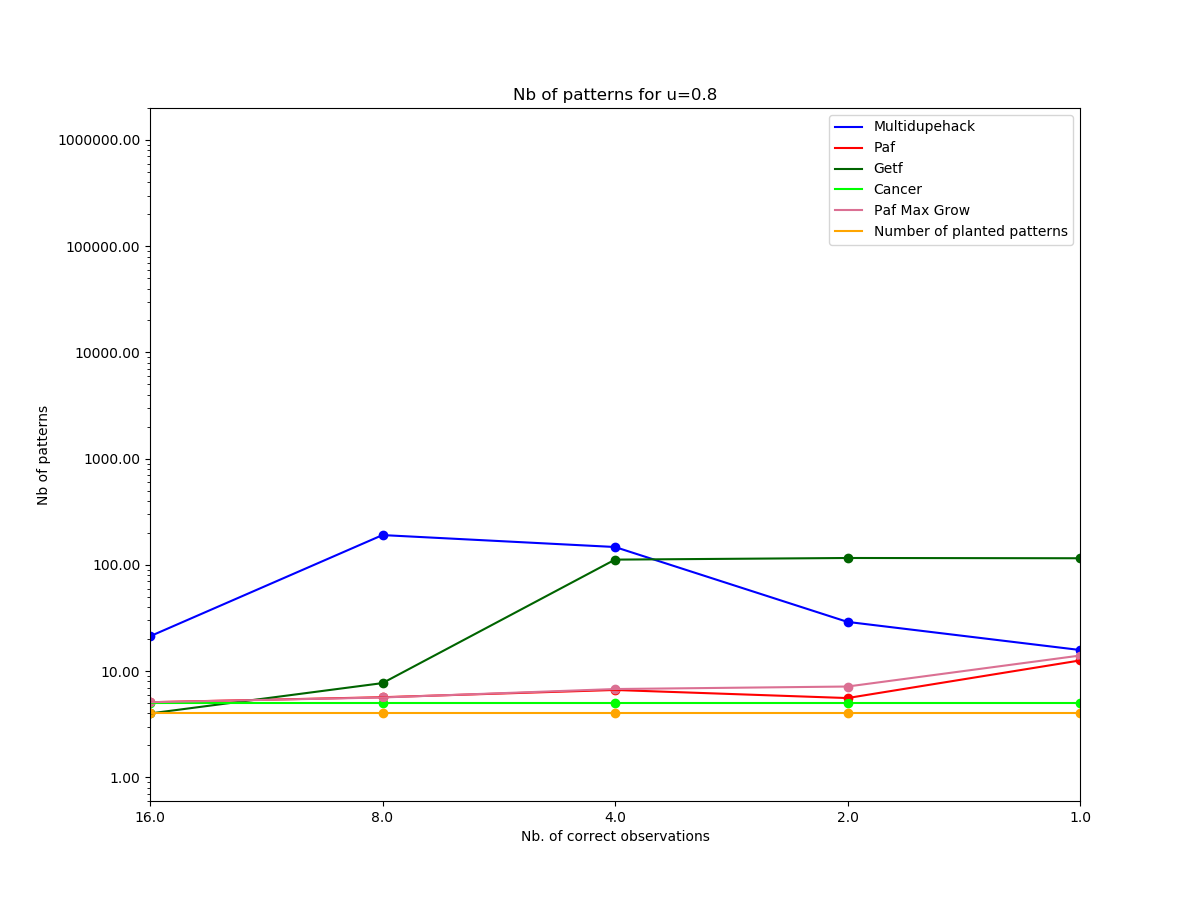 Nb of patterns for u=0.8
Multidupehack
Paf
Getf
Cancer
Paf Max Grow
Number of planted patterns
1000000.00
100000.00
10000.00
1000.00
100.00
10.00
1.00
Nb of patterns
16.0 8.0 4.0 2.0 1.0
Nb. of correct observations